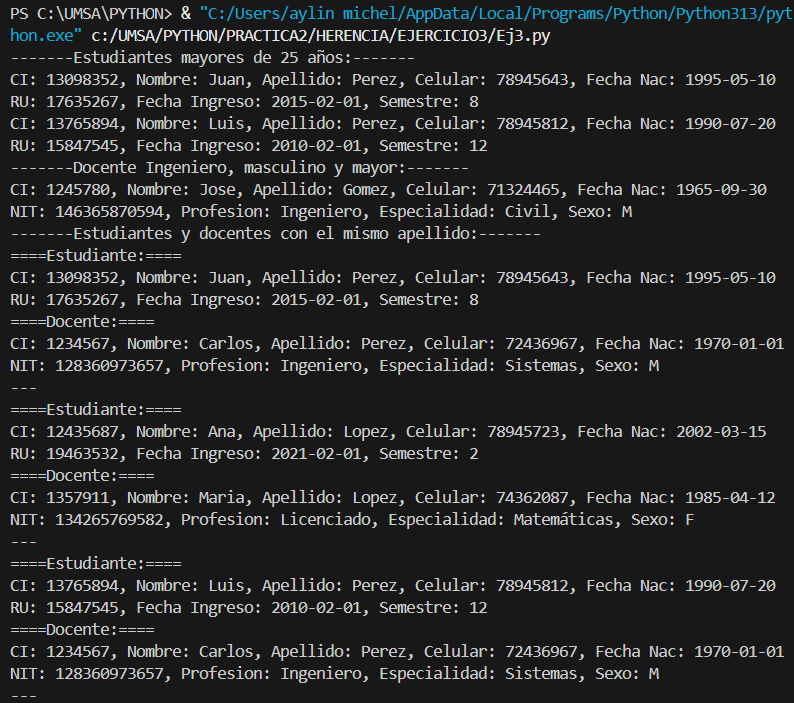 PS C:\UMSA\PYTHON> & "C:/Users/aylin michel/AppData/Local/Programs/Python/Python313/pyt
hon.exe" c:/UMSA/PYTHON/PRACTICA2/HERENCIA/EJERCICIO3/Ej3.py
-------Estudiantes mayores de 25 años:-------
CI: 13098352, Nombre: Juan, Apellido: Perez, Celular: 78945643, Fecha Nac: 1995-05-10
RU: 17635267, Fecha Ingreso: 2015-02-01, Semestre: 8
CI: 13765894, Nombre: Luis, Apellido: Perez, Celular: 78945812, Fecha Nac: 1990-07-20
RU: 15847545, Fecha Ingreso: 2010-02-01, Semestre: 12
-------Docente Ingeniero, masculino y mayor:-------
CI: 1245780, Nombre: Jose, Apellido: Gomez, Celular: 71324465, Fecha Nac: 1965-09-30
NIT: 146365870594, Profesion: Ingeniero, Especialidad: Civil, Sexo: M
-------Estudiantes y docentes con el mismo apellido:-------
====Estudiante:====
CI: 13098352, Nombre: Juan, Apellido: Perez, Celular: 78945643, Fecha Nac: 1995-05-10
RU: 17635267, Fecha Ingreso: 2015-02-01, Semestre: 8
====Docente:====
CI: 1234567, Nombre: Carlos, Apellido: Perez, Celular: 72436967, Fecha Nac: 1970-01-01
NIT: 128360973657, Profesion: Ingeniero, Especialidad: Sistemas, Sexo: M
---
====Estudiante:====
CI: 12435687, Nombre: Ana, Apellido: Lopez, Celular: 78945723, Fecha Nac: 2002-03-15
RU: 19463532, Fecha Ingreso: 2021-02-01, Semestre: 2
====Docente:====
CI: 1357911, Nombre: Maria, Apellido: Lopez, Celular: 74362087, Fecha Nac: 1985-04-12
NIT: 134265769582, Profesion: Licenciado, Especialidad: Matemáticas, Sexo: F
---
====Estudiante:====
CI: 13765894, Nombre: Luis, Apellido: Perez, Celular: 78945812, Fecha Nac: 1990-07-20
RU: 15847545, Fecha Ingreso: 2010-02-01, Semestre: 12
====Docente:====
CI: 1234567, Nombre: Carlos, Apellido: Perez, Celular: 72436967, Fecha Nac: 1970-01-01
NIT: 128360973657, Profesion: Ingeniero, Especialidad: Sistemas, Sexo: M
---